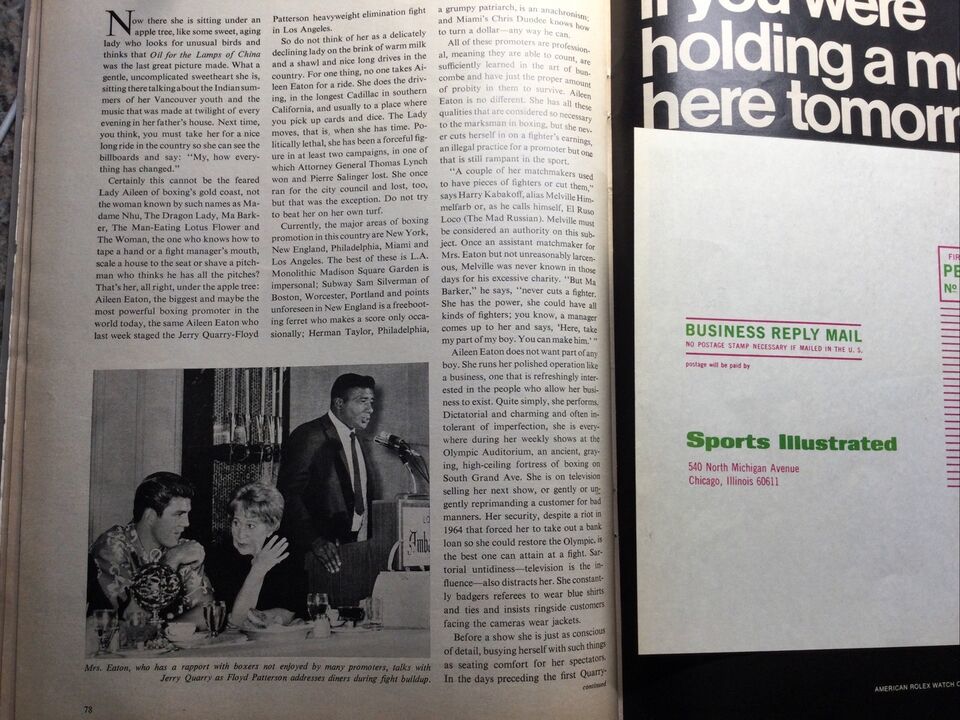 Now there she is sitting under an
apple tree, like some sweet, aging
lady who looks for unusual birds and
thinks that Oil for the Lamps of China
was the last great picture made. What a
gentle, uncomplicated sweetheart she is,
sitting there talking about the Indian sum-
mers of her Vancouver youth and the
music that was made at twilight of every
evening in her father's house. Next time,
you think, you must take her for a nice
long ride in the country so she can see the
billboards and say: "My, how every-
thing has changed."
Certainly this cannot be the feared
Lady Aileen of boxing's gold coast, not
the woman known by such names as Ma-
dame Nhu, The Dragon Lady, Ma Bark-
er, The Man-Eating Lotus Flower and
The Woman, the one who knows how to
tape a hand or a fight manager's mouth,
scale a house to the seat or shave a pitch-
man who thinks he has all the pitches?
That's her, all right, under the apple tree:
Aileen Eaton, the biggest and maybe the
most powerful boxing promoter in the
world today, the same Aileen Eaton who
last week staged the Jerry Quarry-Floyd
Patterson heavyweight elimination fight
in Los Angeles.
So do not think of her as a delicately
declining lady on the brink of warm milk
and a shawl and nice long drives in the
country. For one thing, no one takes Ai-
leen Eaton for a ride. She does the driv-
ing, in the longest Cadillac in southern
California, and usually to a place where
you pick up cards and dice. The Lady
moves, that is, when she has time. Po-
litically lethal, she has been a forceful fig-
ure in at least two campaigns, in one of
which Attorney General Thomas Lynch
won and Pierre Salinger lost. She once
ran for the city council and lost, too,
but that was the exception. Do not try
to beat her on her own turf.
Currently, the major areas of boxing
promotion in this country are New York,
New England, Philadelphia, Miami and
Los Angeles. The best of these is L.A.
Monolithic Madison Square Garden is
impersonal; Subway Sam Silverman of
Boston, Worcester, Portland and points
unforeseen in New England is a freeboot-
ing ferret who makes a score only occa-
sionally; Herman Taylor, Philadelphia,
a grumpy patriarch, is an anachronism;
and Miami's Chris Dundee knows how
to turn a dollar—any way he can.
All of these promoters are profession-
al, meaning they are able to count, are
sufficiently learned in the art of bun-
combe and have just the proper amount
of probity in them to survive. Aileen
Eaton is no different. She has all these
qualities that are considered so necessary
to the marksman in boxing, but she nev-
er cuts herself in on a fighter's earnings,
an illegal practice for a promoter but one
that is still rampant in the sport.
"A couple of her matchmakers used
to have pieces of fighters or cut them,"
says Harry Kabakoff, alias Melville Him-
melfarb or, as he calls himself, El Ruso
Loco (The Mad Russian). Melville must
be considered an authority on this sub-
ject. Once an assistant matchmaker for
Mrs. Eaton but not unreasonably larcen-
ous, Melville was never known in those
days for his excessive charity. "But Ma
Barker," he says, "never cuts a fighter.
She has the power, she could have all
kinds of fighters; you know, a manager
comes up to her and says, 'Here, take
my part of my boy. You can make him.' "
Aileen Eaton does not want part of any
boy. She runs her polished operation like
a business, one that is refreshingly inter-
ested in the people who allow her busi-
ness to exist. Quite simply, she performs.
Dictatorial and charming and often in-
tolerant of imperfection, she is every-
where during her weekly shows at the
Olympic Auditorium, an ancient, gray-
ing, high-ceiling fortress of boxing on
South Grand Ave. She is on television
selling her next show, or gently or un-
gently reprimanding a customer for bad
manners. Her security, despite a riot in
1964 that forced her to take out a bank
loan so she could restore the Olympic, is
the best one can attain at a fight. Sar-
torial untidiness—television is the in-
fluence—also distracts her. She constant-
ly badgers referees to wear blue shirts
and ties and insists ringside customers
facing the cameras wear jackets.
Before a show she is just as conscious
of detail, busying herself with such things
as seating comfort for her spectators.
In the days preceding the first Quarry-
continued
Mrs. Eaton, who has a rapport with boxers not enjoyed by many promoters, talks with
Jerry Quarry as Floyd Patterson addresses diners during fight buildup.
78
if you were
holding a m
here tomorr
FIR
PE
No
BUSINESS REPLY MAIL
NO POSTAGE STAMP NECESSARY IF MAILED IN THE U. S.
postage will be paid by
Sports Illustrated
540 North Michigan Avenue
Chicago, Illinois 60611
AMERICAN ROLEX WATCH C